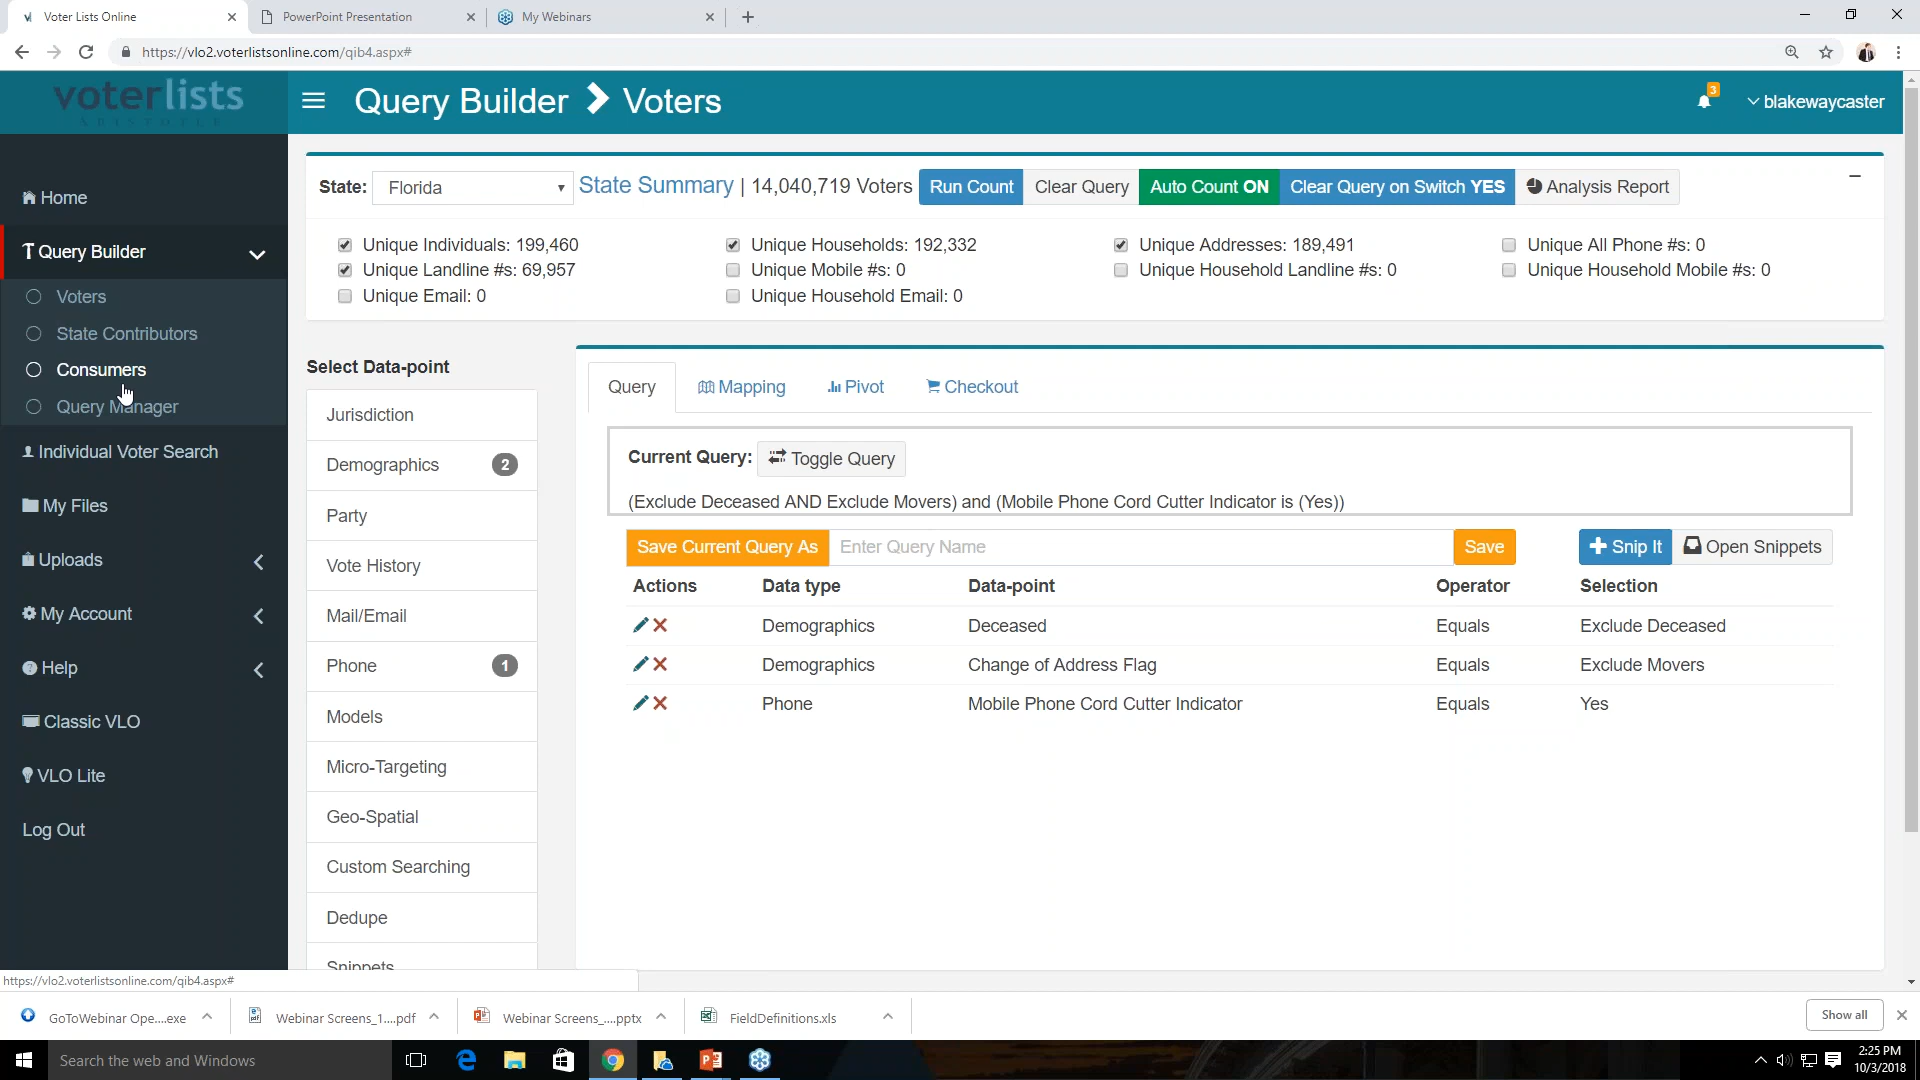 Voter Lists Online
PowerPoint Presentation
My Webinars
https://vlo2.voterlistsonline.com/qib4.aspx#
voterlists
ARISTOTLE
Query Builder
Voters
3
blakewaycaster
Home
Query Builder
Voters
State Contributors
Consumers
Query Manager
Individual Voter Search
My Files
Uploads
My Account
Help
Classic VLO
VLO Lite
Log Out
State: Florida State Summary | 14,040,719 Voters Run Count Clear Query Auto Count ON Clear Query on Switch YES Analysis Report
Unique Individuals: 199,460 Unique Households: 192,332 Unique Addresses: 189,491 Unique All Phone #s: 0
Unique Landline #s: 69,957 Unique Mobile #s: 0 Unique Household Landline #s: 0 Unique Household Mobile #s: 0
Unique Email: 0 Unique Household Email: 0
Select Data-point
Jurisdiction
Demographics 2
Party
Vote History
Mail/Email
Phone 1
Models
Micro-Targeting
Geo-Spatial
Custom Searching
Dedupe
Snippets
Query Mapping Pivot Checkout
Current Query: Toggle Query
(Exclude Deceased AND Exclude Movers) and (Mobile Phone Cord Cutter Indicator is (Yes))
Save Current Query As Enter Query Name Save Snip It Open Snippets
Actions Data type Data-point Operator Selection
Demographics Deceased Equals Exclude Deceased
Demographics Change of Address Flag Equals Exclude Movers
Phone Mobile Phone Cord Cutter Indicator Equals Yes
https://vlo2.voterlistsonline.com/qib4.aspx#
GoToWebinar Ope....exe
Webinar Screens_1....pdf
Webinar Screens_....pptx
FieldDefinitions.xls
Show all
Search the web and Windows
2:25 PM
10/3/2018